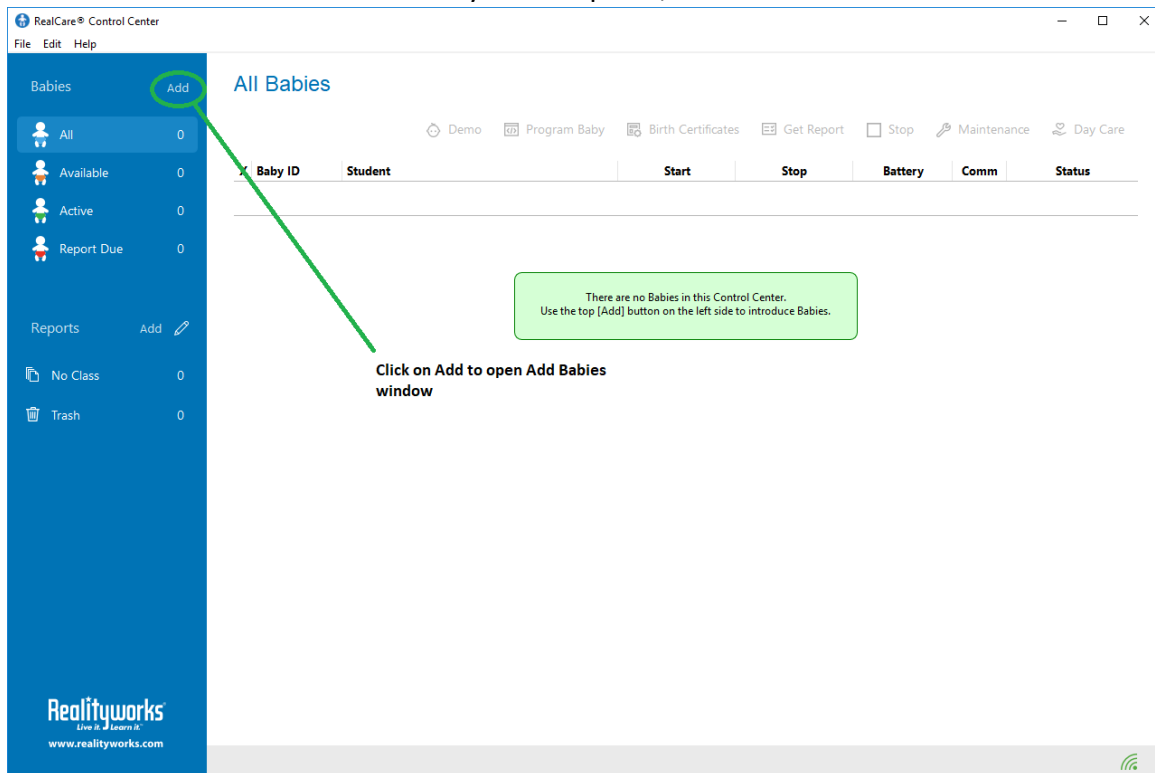 RealCare® Control Center
File Edit Help
Babies Add
All 0
Available 0
Active 0
Report Due 0
Reports Add
No Class 0
Trash 0
Realityworks®
Live it. Learn it.™
www.realityworks.com
All Babies
Demo Program Baby Birth Certificates Get Report Stop Maintenance Day Care
Baby ID Student Start Stop Battery Comm Status
There are no Babies in this Control Center.
Use the top [Add] button on the left side to introduce Babies.
Click on Add to open Add Babies
window